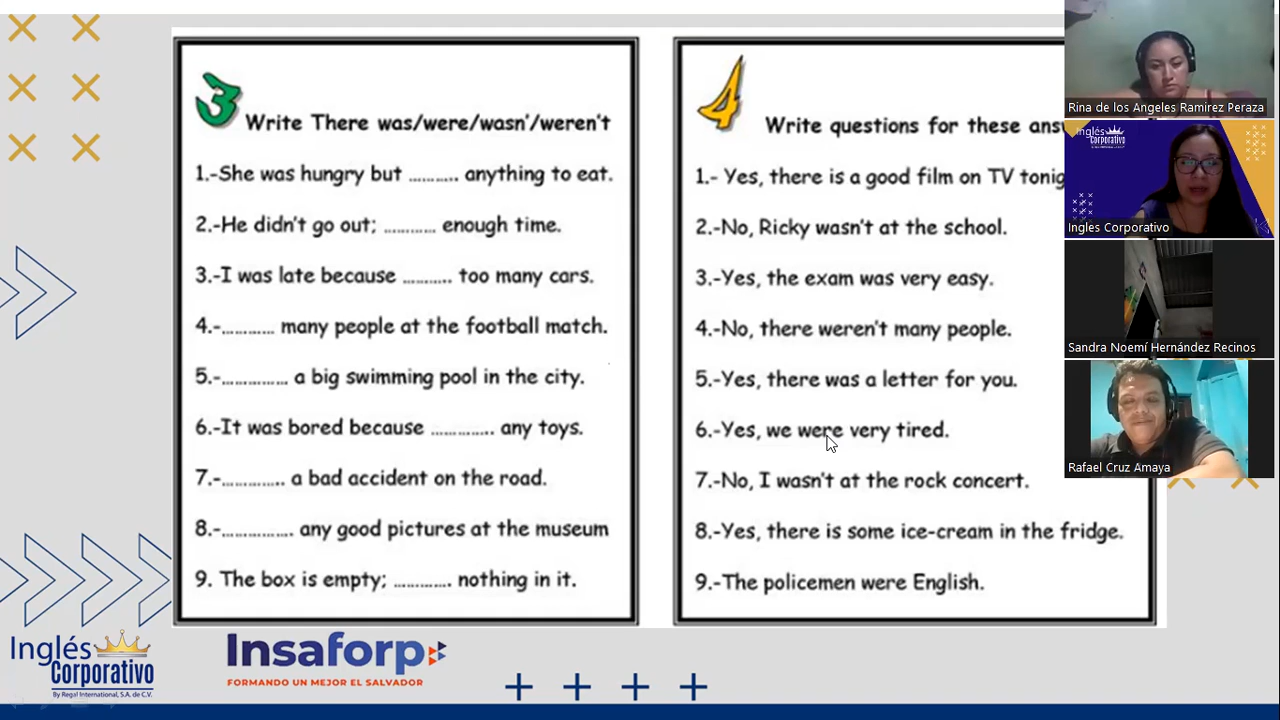 3
Write There was/were/wasn'/weren't
1.-She was hungry but ……….. anything to eat.
2.-He didn't go out; ………… enough time.
3.-I was late because ……….. too many cars.
4.-………… many people at the football match.
5.-…………… a big swimming pool in the city.
6.-It was bored because ………….. any toys.
7.-………….. a bad accident on the road.
8.-……………. any good pictures at the museum
9. The box is empty; …………. nothing in it.
4
Write questions for these
1.- Yes, there is a good film on TV
2.-No, Ricky wasn't at the school.
3.-Yes, the exam was very easy.
4.-No, there weren't many people.
5.-Yes, there was a letter for you.
6.-Yes, we were very tired.
7.-No, I wasn't at the rock concert.
8.-Yes, there is some ice-cream in the fridge.
9.-The policemen were English.
Rina de los Angeles Ramirez Peraza
Inglés
Corporativo
Ingles Corporativo
Sandra Noemí Hernández Recinos
Rafael Cruz Amaya
Inglés
Corporativo
By Regal International, S.A. de C.V.
Insaforp
FORMANDO UN MEJOR EL SALVADOR